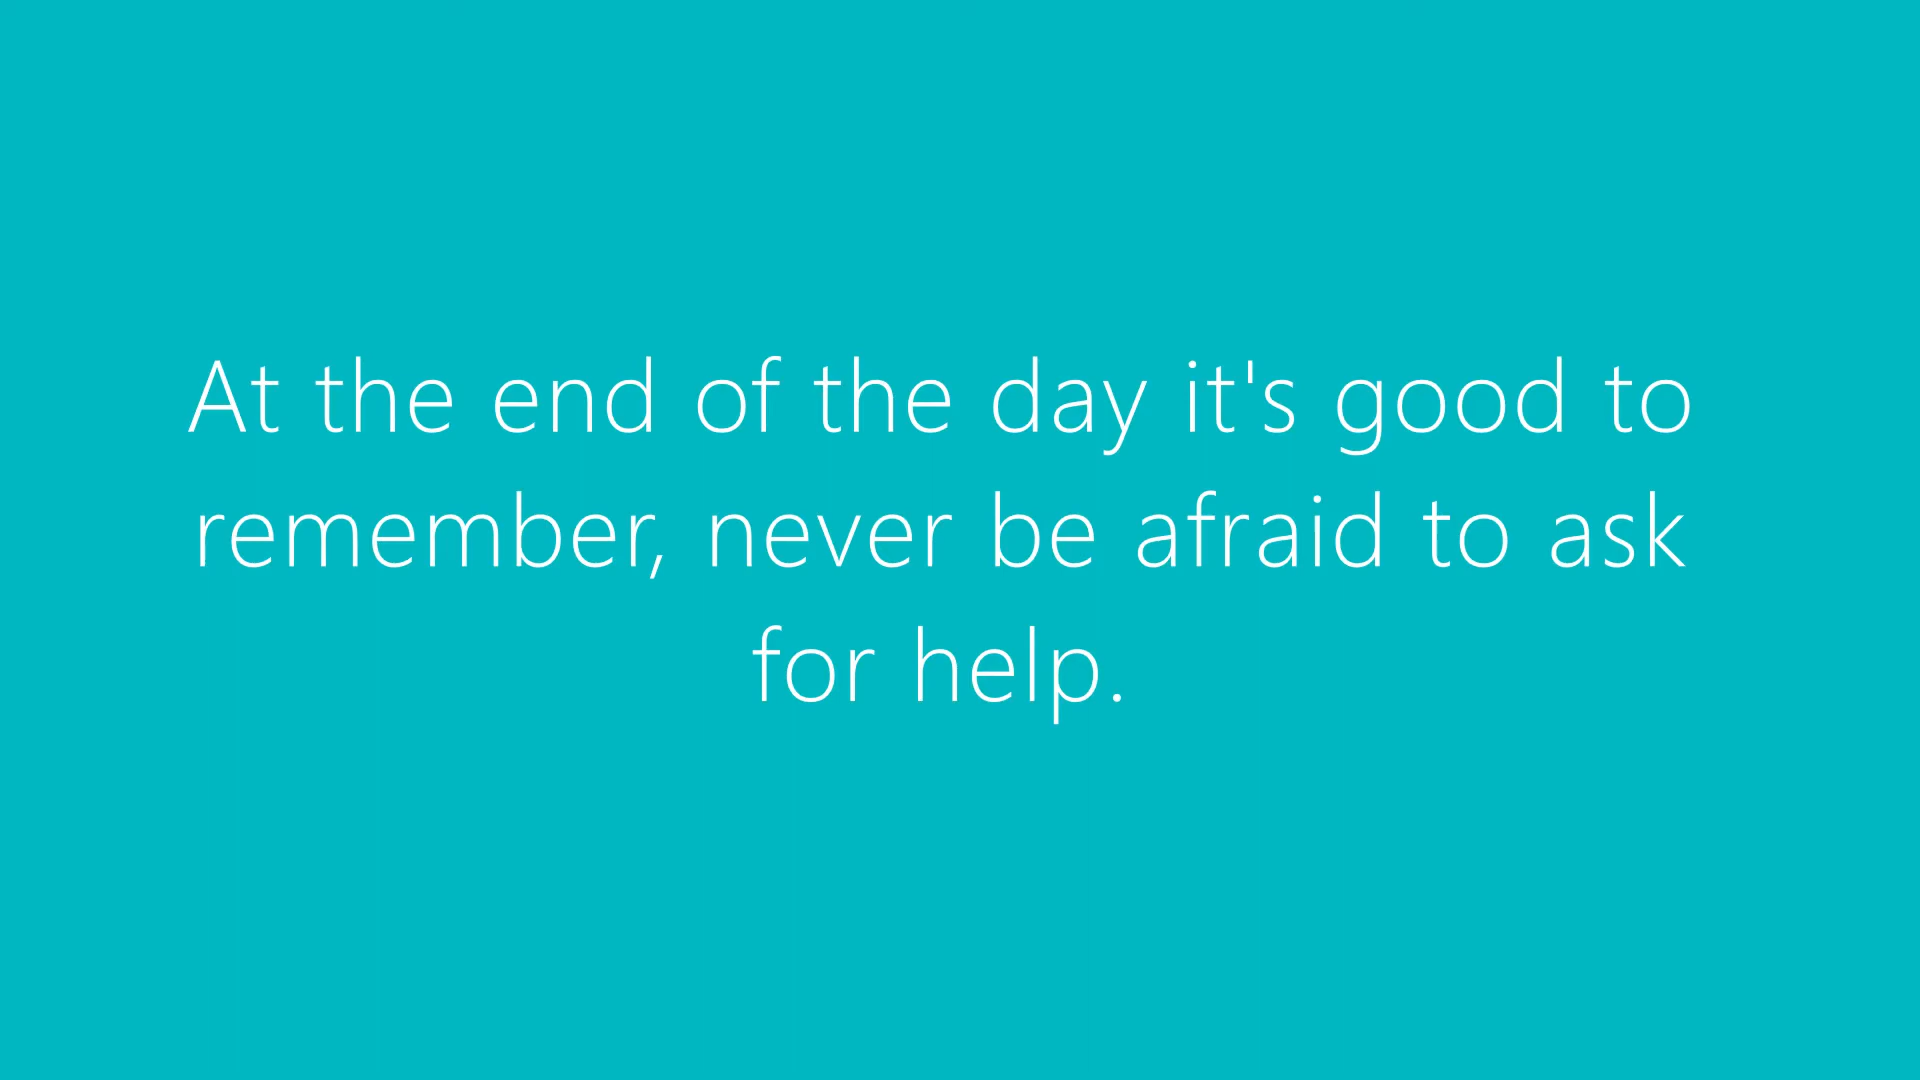 At the end of the day it's good to
remember, never be afraid to ask
for help.